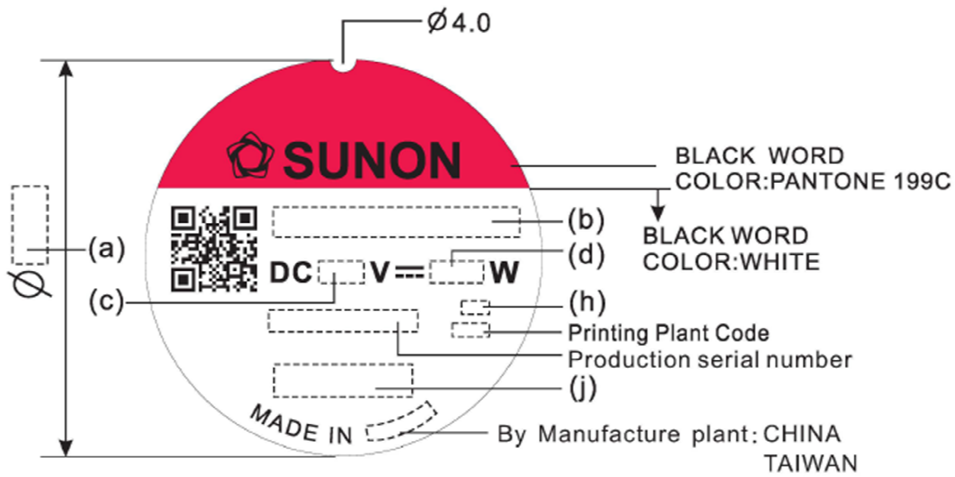 Ø4.0
SUNON
BLACK WORD
COLOR:PANTONE 199C
(a)
Ø
(b)
BLACK WORD
COLOR:WHITE
DC V⎓ W
(d)
(c)
(h)
Printing Plant Code
Production serial number
(j)
MADE IN
By Manufacture plant: CHINA
TAIWAN